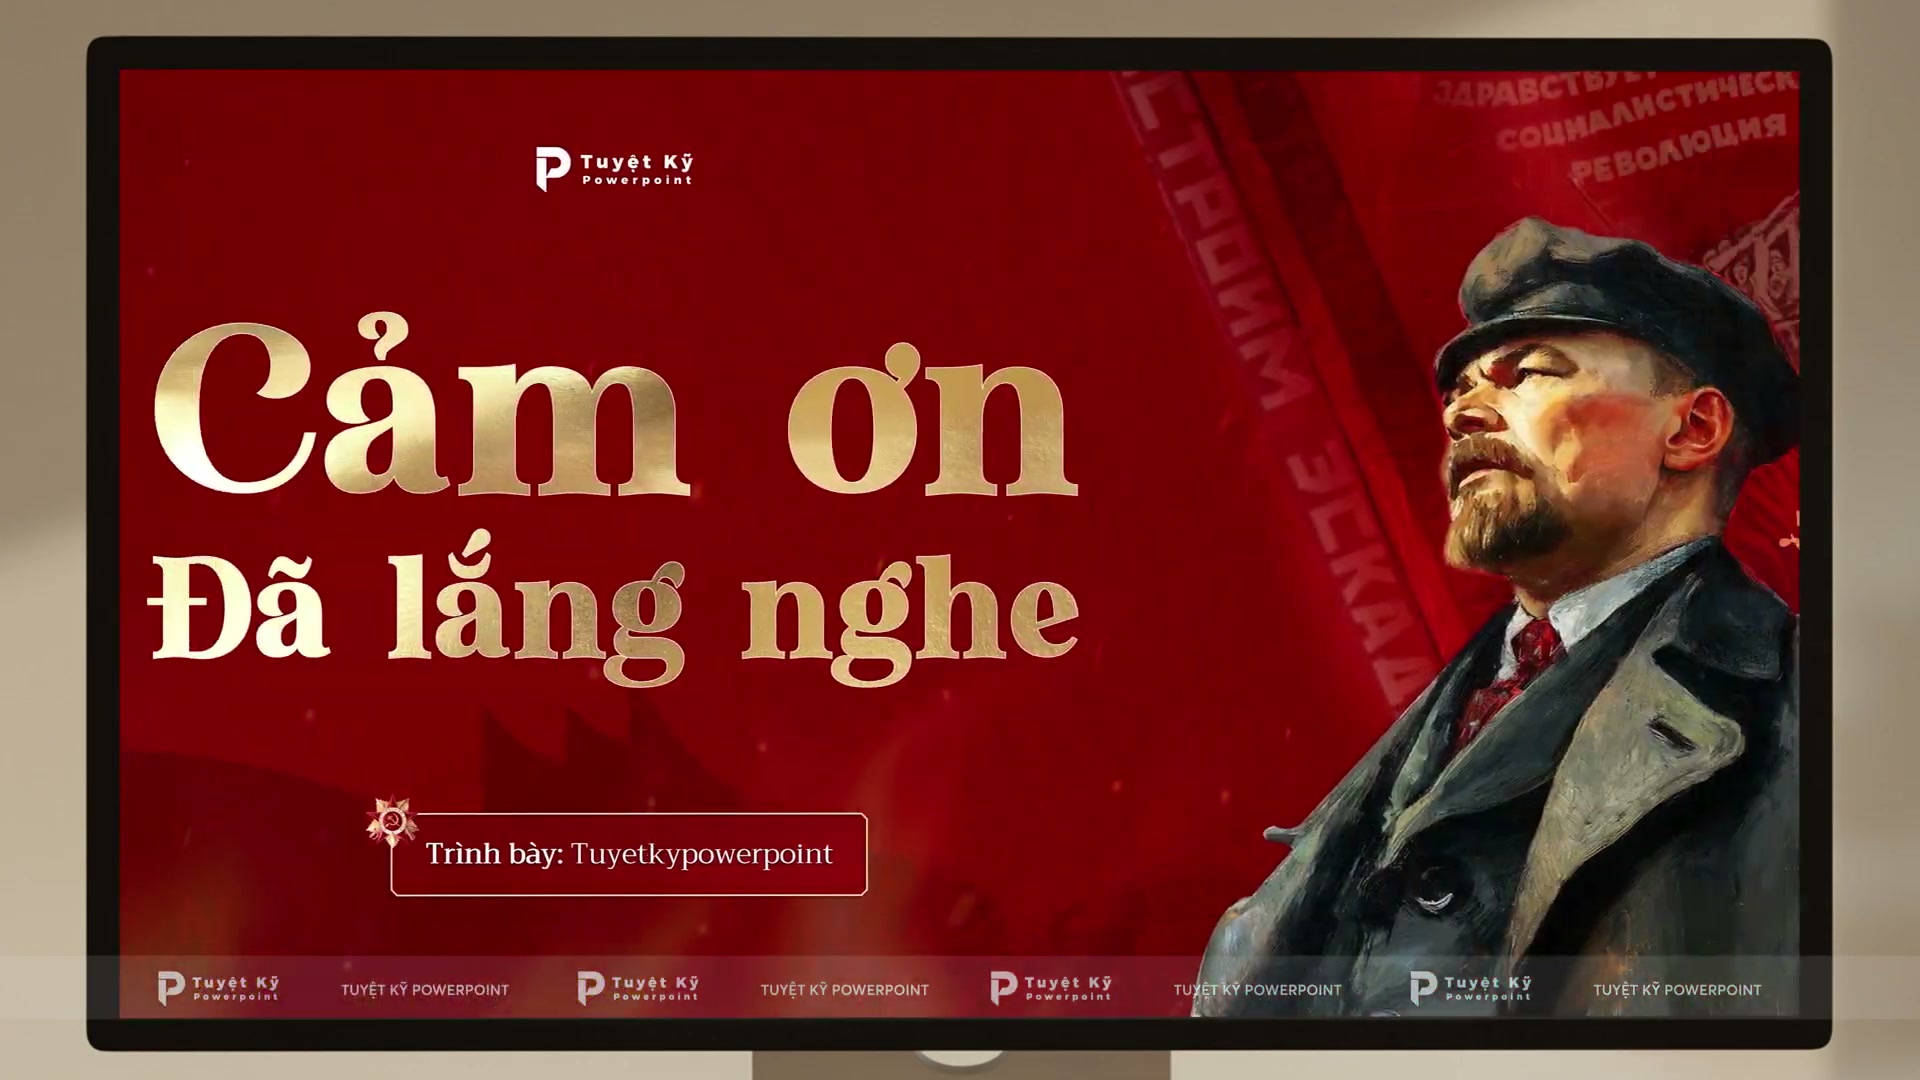 Tuyệt Kỹ
Powerpoint
ЗДРАВСТВУЕТ
СОЦИАЛИСТИЧЕСК
РЕВОЛЮЦИЯ
СТРОИМ ЭСКАД
Cảm ơn
Đã lắng nghe
Trình bày: Tuyetkypowerpoint
Tuyệt Kỹ
Powerpoint
TUYỆT KỸ POWERPOINT
Tuyệt Kỹ
Powerpoint
TUYỆT KỸ POWERPOINT
Tuyệt Kỹ
Powerpoint
TUYỆT KỸ POWERPOINT
Tuyệt Kỹ
Powerpoint
TUYỆT KỸ POWERPOINT